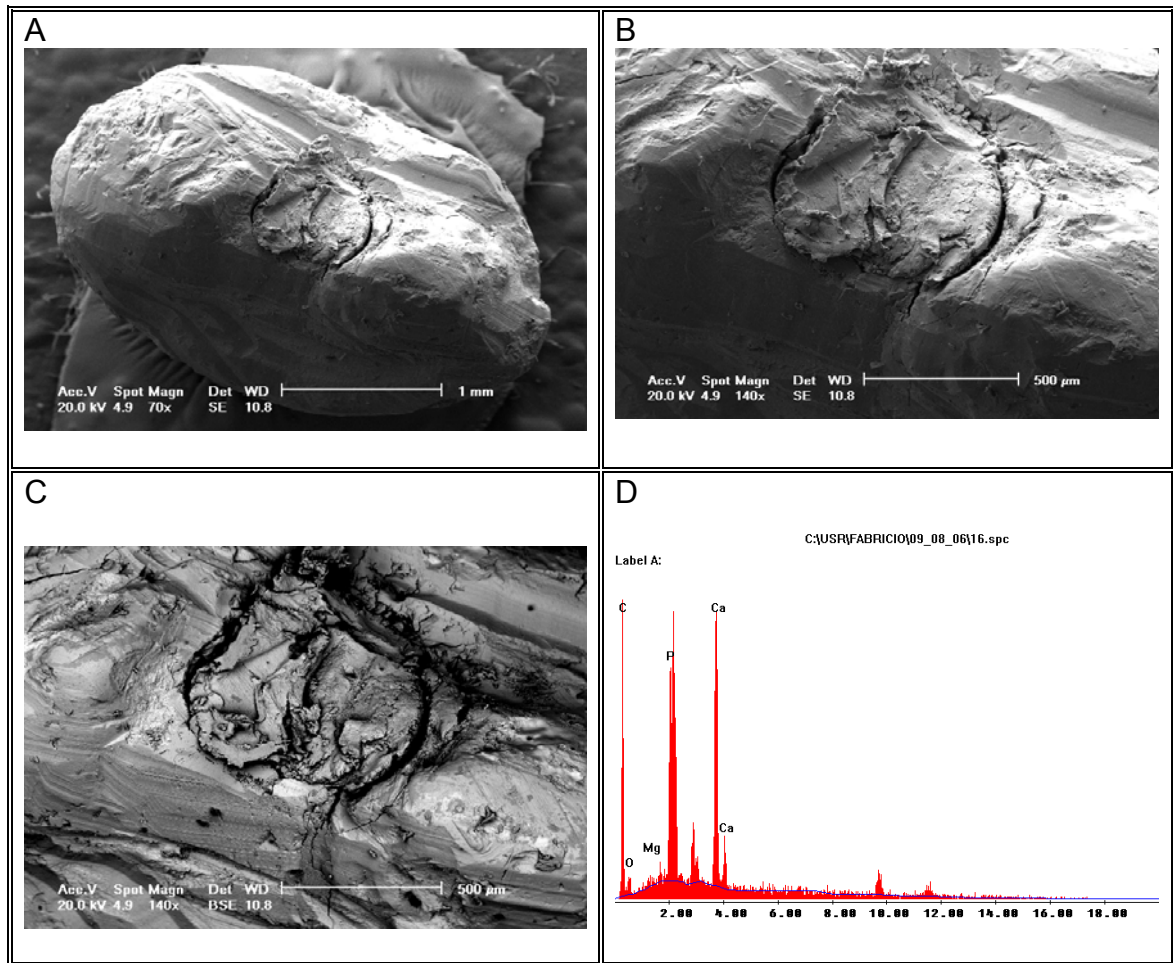 A
Acc.V Spot Magn Det WD 1 mm
20.0 kV 4.9 70x SE 10.8
B
Acc.V Spot Magn Det WD 500 µm
20.0 kV 4.9 140x SE 10.8
C
Acc.V Spot Magn Det WD 500 µm
20.0 kV 4.9 140x BSE 10.8
D
C:\USR\FABRICIO\09_08_06\16.spc
Label A:
C
Ca
P
Ca
Mg
O
2.00 4.00 6.00 8.00 10.00 12.00 14.00 16.00 18.00